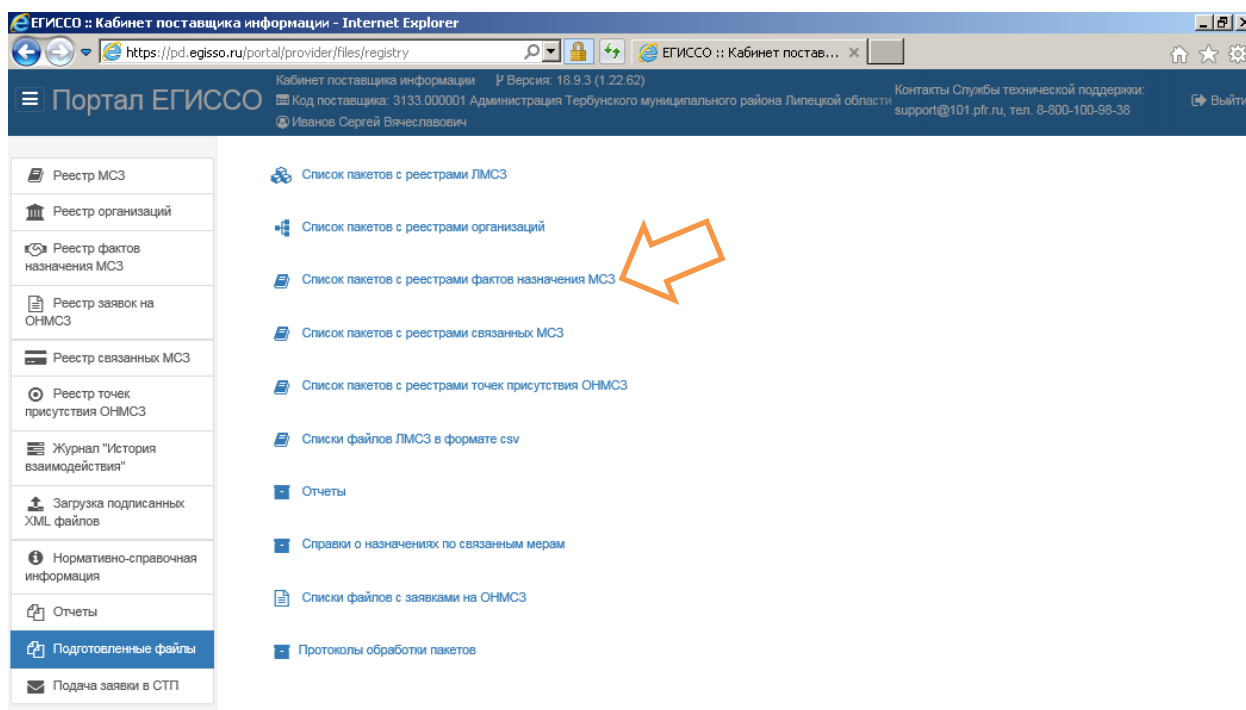 ЕГИССО :: Кабинет поставщика информации - Internet Explorer
https://pd.egisso.ru/portal/provider/files/registry
ЕГИССО :: Кабинет постав...
Портал ЕГИССО
Кабинет поставщика информации Версия: 18.9.3 (1.22.62)
Код поставщика: 3133.000001 Администрация Тербунского муниципального района Липецкой области
Иванов Сергей Вячеславович
Контакты Службы технической поддержки:
support@101.pfr.ru, тел. 8-800-100-98-38
Выйти
Реестр МСЗ
Реестр организаций
Реестр фактов
назначения МСЗ
Реестр заявок на
ОНМСЗ
Реестр связанных МСЗ
Реестр точек
присутствия ОНМСЗ
Журнал "История
взаимодействия"
Загрузка подписанных
XML файлов
Нормативно-справочная
информация
Отчеты
Подготовленные файлы
Подача заявки в СТП
Список пакетов с реестрами ЛМСЗ
Список пакетов с реестрами организаций
Список пакетов с реестрами фактов назначения МСЗ
Список пакетов с реестрами связанных МСЗ
Список пакетов с реестрами точек присутствия ОНМСЗ
Списки файлов ЛМСЗ в формате csv
Отчеты
Справки о назначениях по связанным мерам
Списки файлов с заявками на ОНМСЗ
Протоколы обработки пакетов